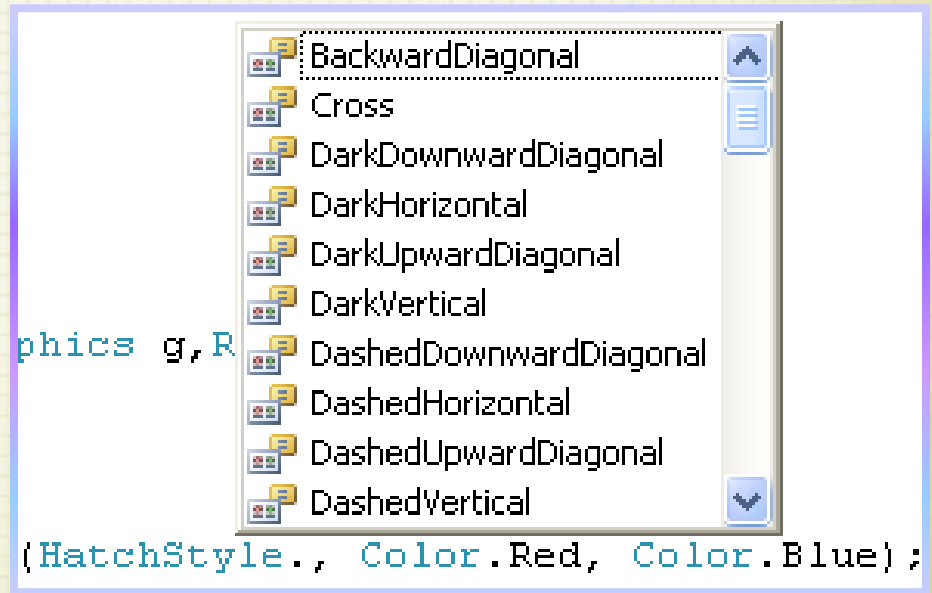 BackwardDiagonal
Cross
DarkDownwardDiagonal
DarkHorizontal
DarkUpwardDiagonal
DarkVertical
phics g,R
DashedDownwardDiagonal
DashedHorizontal
DashedUpwardDiagonal
DashedVertical
(HatchStyle., Color.Red, Color.Blue);